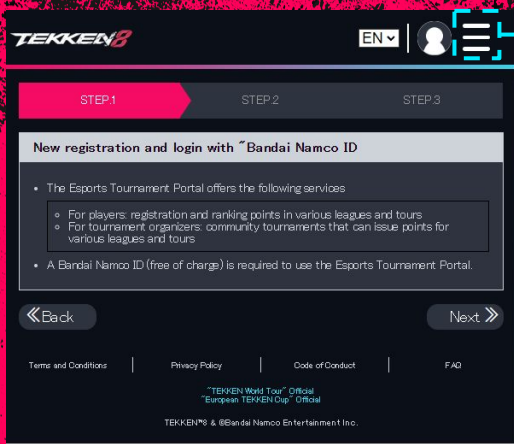 TEKKEN8
EN
STEP.1 STEP.2 STEP.3
New registration and login with ~Bandai Namco ID
• The Esports Tournament Portal offers the following services
◦ For players: registration and ranking points in various leagues and tours
◦ For tournament organizers: community tournaments that can issue points for
various leagues and tours
• A Bandai Namco ID (free of charge) is required to use the Esports Tournament Portal.
≪Back Next≫
Terms and Conditions | Privacy Policy | Code of Conduct | FAQ
~TEKKEN World Tour~ Official
~European TEKKEN Cup~ Official
TEKKEN™8 & ©Bandai Namco Entertainment Inc.